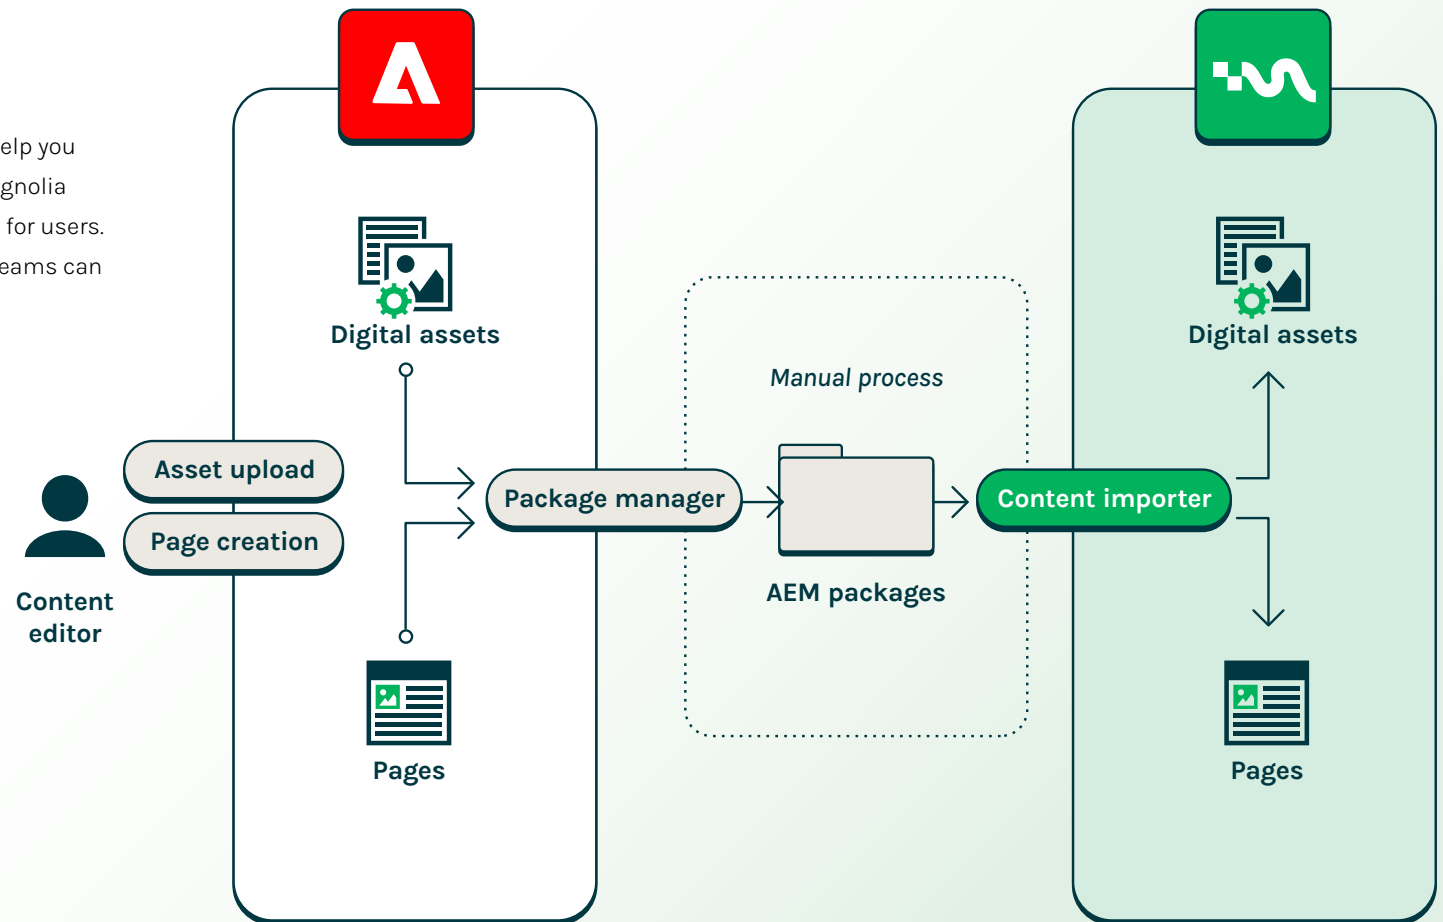 elp you
gnolia
for users.
eams can
Digital assets
Digital assets
Manual process
Asset upload
Package manager
Content importer
Page creation
AEM packages
Content
editor
Pages
Pages